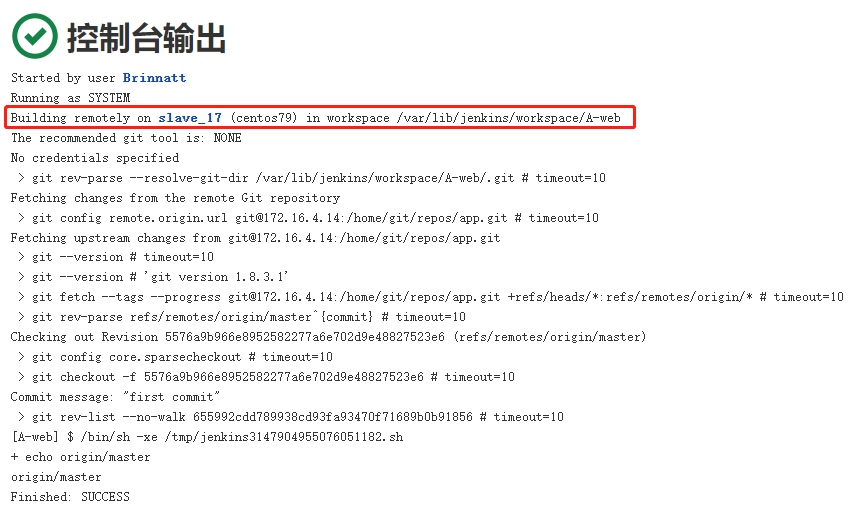 控制台输出
Started by user Brinnatt
Running as SYSTEM
Building remotely on slave_17 (centos79) in workspace /var/lib/jenkins/workspace/A-web
The recommended git tool is: NONE
No credentials specified
 > git rev-parse --resolve-git-dir /var/lib/jenkins/workspace/A-web/.git # timeout=10
Fetching changes from the remote Git repository
 > git config remote.origin.url git@172.16.4.14:/home/git/repos/app.git # timeout=10
Fetching upstream changes from git@172.16.4.14:/home/git/repos/app.git
 > git --version # timeout=10
 > git --version # 'git version 1.8.3.1'
 > git fetch --tags --progress git@172.16.4.14:/home/git/repos/app.git +refs/heads/*:refs/remotes/origin/* # timeout=10
 > git rev-parse refs/remotes/origin/master^{commit} # timeout=10
Checking out Revision 5576a9b966e8952582277a6e702d9e48827523e6 (refs/remotes/origin/master)
 > git config core.sparsecheckout # timeout=10
 > git checkout -f 5576a9b966e8952582277a6e702d9e48827523e6 # timeout=10
Commit message: "first commit"
 > git rev-list --no-walk 655992cdd789938cd93fa93470f71689b0b91856 # timeout=10
[A-web] $ /bin/sh -xe /tmp/jenkins3147904955076051182.sh
+ echo origin/master
origin/master
Finished: SUCCESS